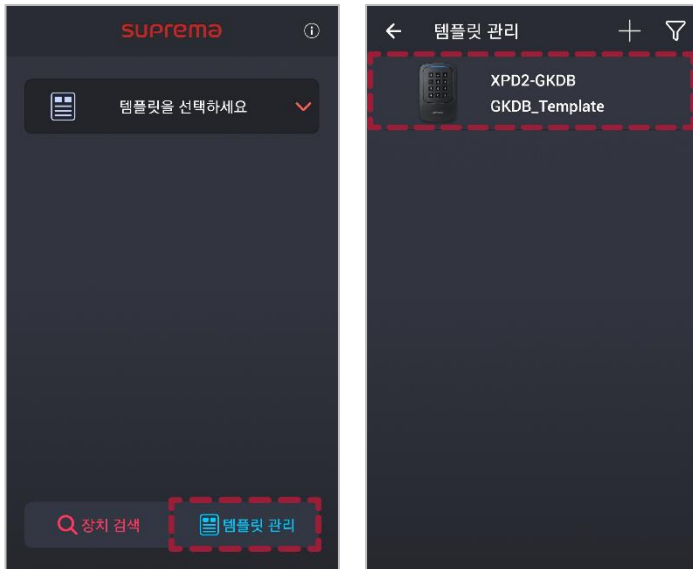 suprema
템플릿을 선택하세요
장치 검색
템플릿 관리
템플릿 관리
XPD2-GKDB
GKDB_Template